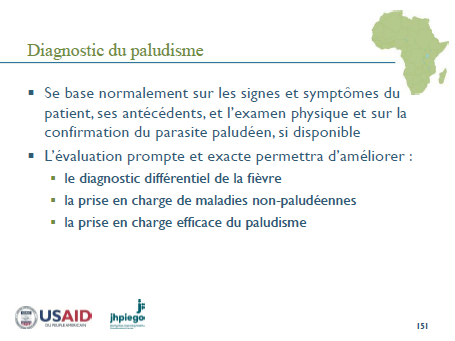 Diagnostic du paludisme
▪ Se base normalement sur les signes et symptômes du
patient, ses antécédents, et l'examen physique et sur la
confirmation du parasite paludéen, si disponible
▪ L'évaluation prompte et exacte permettra d'améliorer :
▪ le diagnostic différentiel de la fièvre
▪ la prise en charge de maladies non-paludéennes
▪ la prise en charge efficace du paludisme
USAID
jhpiego
151